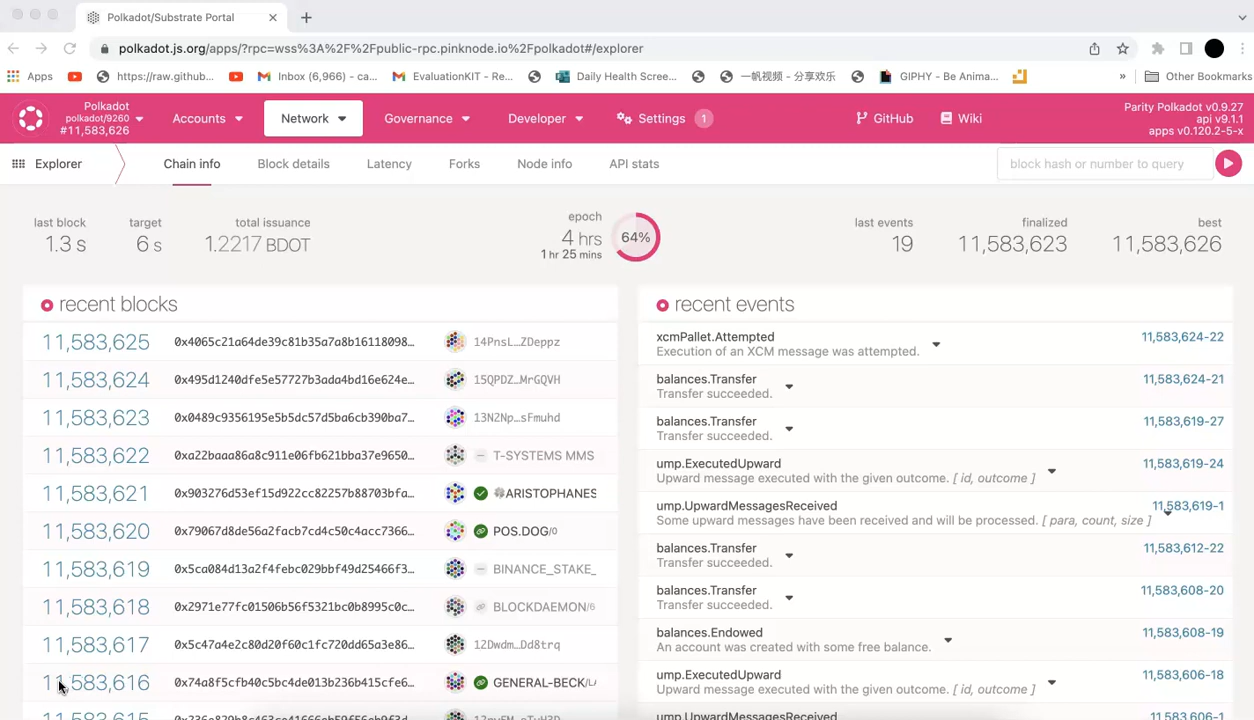 Polkadot/Substrate Portal
polkadot.js.org/apps/?rpc=wss%3A%2F%2Fpublic-rpc.pinknode.io%2Fpolkadot#/explorer
Apps https://raw.github... Inbox (6,966) – ca... EvaluationKIT - Re... Daily Health Scree... 一帆视频 - 分享欢乐 GIPHY - Be Anima... » Other Bookmarks
Polkadot
polkadot/9260
#11,583,626
Accounts Network Governance Developer Settings 1 GitHub Wiki
Parity Polkadot v0.9.27
api v9.1.1
apps v0.120.2-5-x
Explorer Chain info Block details Latency Forks Node info API stats block hash or number to query
last block target total issuance epoch last events finalized best
1.3 s 6 s 1.2217 BDOT 4 hrs 64% 19 11,583,623 11,583,626
1 hr 25 mins
recent blocks
11,583,625 0x4065c21a64de39c81b35a7a8b16118098… 14PnsL…ZDeppz
11,583,624 0x495d1240dfe5e57727b3ada4bd16e624e… 15QPDZ…MrGQVH
11,583,623 0x0489c9356195e5b5dc57d5ba6cb390ba7… 13NZNp…sFmuhd
11,583,622 0xa22baaa86a8c911e06fb621bba37e9650… T-SYSTEMS MMS
11,583,621 0x903276d53ef15d922cc82257b88703bfa… ARISTOPHANES
11,583,620 0x79067d8de56a2facb7cd4c50c4acc7366… POS.DOG/0
11,583,619 0x5ca084d13a2f4febc029bbf49d25466f3… BINANCE_STAKE_
11,583,618 0x2971e77fc01506b56f5321bc0b8995c0c… BLOCKDAEMON/6
11,583,617 0x5c47a4e2c80d20f60c1fc720dd65a3e86… 12Dwdm…Dd8trq
11,583,616 0x74a8f5cfb40c5bc4de013b236b415cfe6… GENERAL-BECK/
recent events
xcmPallet.Attempted 11,583,624-22
Execution of an XCM message was attempted.
balances.Transfer 11,583,624-21
Transfer succeeded.
balances.Transfer 11,583,619-27
Transfer succeeded.
ump.ExecutedUpward 11,583,619-24
Upward message executed with the given outcome. [ id, outcome ]
ump.UpwardMessagesReceived 11,583,619-1
Some upward messages have been received and will be processed. [ para, count, size ]
balances.Transfer 11,583,612-22
Transfer succeeded.
balances.Transfer 11,583,608-20
Transfer succeeded.
balances.Endowed 11,583,608-19
An account was created with some free balance.
ump.ExecutedUpward 11,583,606-18
Upward message executed with the given outcome. [ id, outcome ]
ump.UpwardMessagesReceived 11,583,606-1